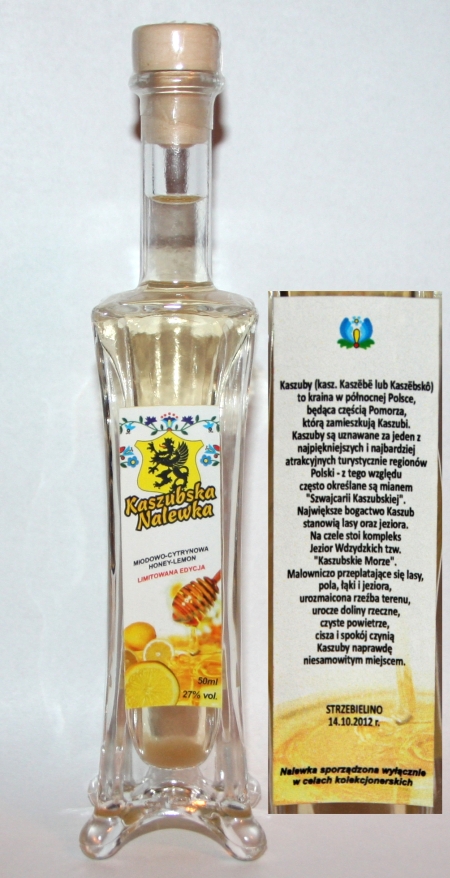 Kaszubska
Nalewka
MIODOWO-CYTRYNOWA
HONEY-LEMON
LIMITOWANA EDYCJA
50ml
27% vol.
Kaszuby (kasz. Kaszëbë lub Kaszëbskô)
to kraina w północnej Polsce,
będąca częścią Pomorza,
którą zamieszkują Kaszubi.
Kaszuby są uznawane za jeden z
najpiękniejszych i najbardziej
atrakcyjnych turystycznie regionów
Polski - z tego względu
często określane są mianem
"Szwajcarii Kaszubskiej".
Największe bogactwo Kaszub
stanowią lasy oraz jeziora.
Na czele stoi kompleks
Jezior Wdzydzkich tzw.
"Kaszubskie Morze".
Malowniczo przeplatające się lasy,
pola, łąki i jeziora,
urozmaicona rzeźba terenu,
urocze doliny rzeczne,
czyste powietrze,
cisza i spokój czynią
Kaszuby naprawdę
niesamowitym miejscem.
STRZEBIELINO
14.10.2012 r.
Nalewka sporządzona wyłącznie
w celach kolekcjonerskich